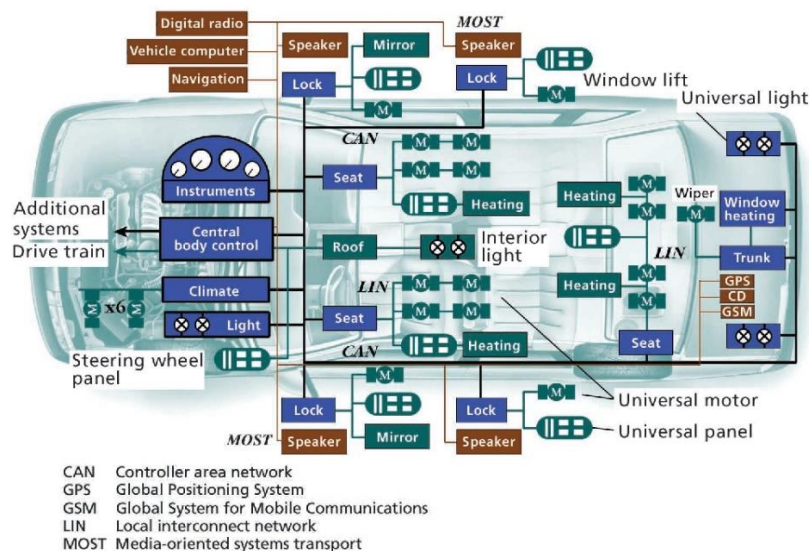 Digital radio
Vehicle computer
Navigation
MOST
Speaker
Mirror
Speaker
Lock
Lock
Window lift
Universal light
CAN
M
M
M
M
Instruments
Seat
M
M
M
M
Heating
Heating
M
M
Wiper
M
Window
heating
Additional
systems
Drive train
Central
body control
Roof
Interior
light
LIN
Trunk
Climate
LIN
M
M
M
M
Heating
M
M
GPS
CD
GSM
M
x6
M
Light
Seat
Heating
CAN
Seat
Steering wheel
panel
Universal motor
Lock
M
Lock
M
Universal panel
MOST
Speaker
Mirror
Speaker
CAN Controller area network
GPS Global Positioning System
GSM Global System for Mobile Communications
LIN Local interconnect network
MOST Media-oriented systems transport